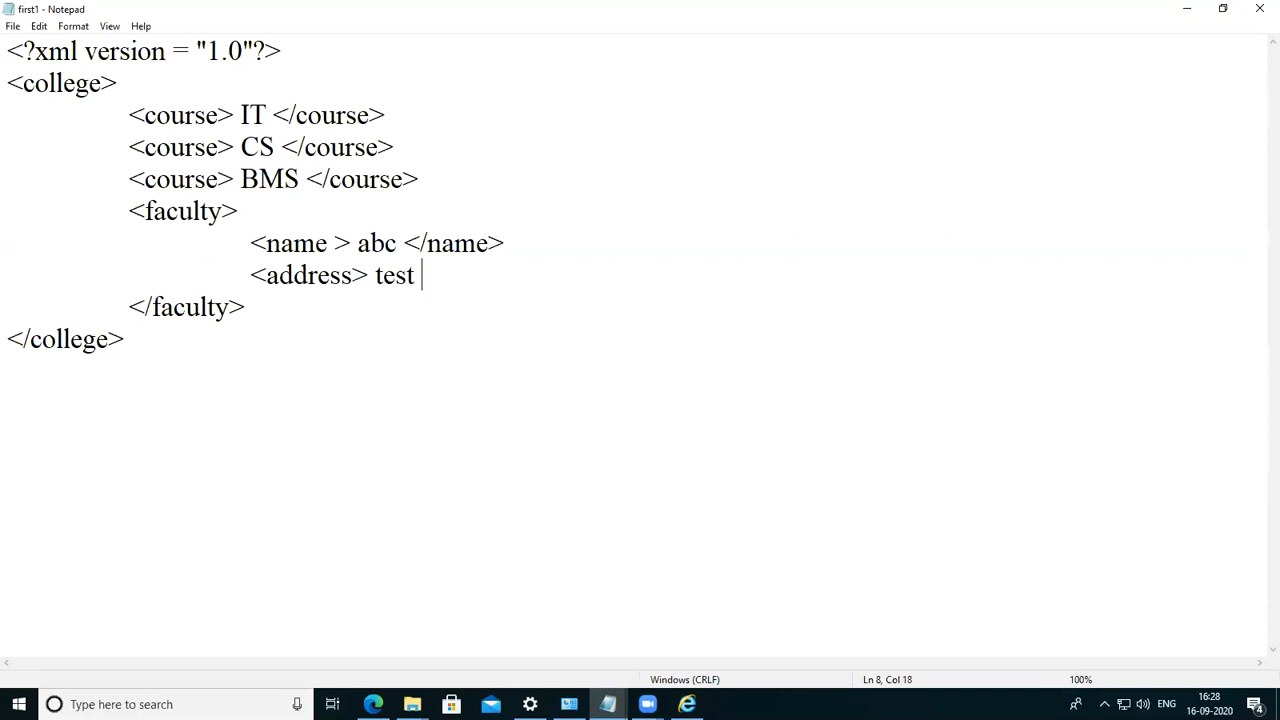 first1 - Notepad
File Edit Format View Help
<?xml version = "1.0"?>
<college>
<course> IT </course>
<course> CS </course>
<course> BMS </course>
<faculty>
<name > abc </name>
<address> test
</faculty>
</college>
Windows (CRLF) Ln 8, Col 18 100%
Type here to search ENG 16:28
16-09-2020 4